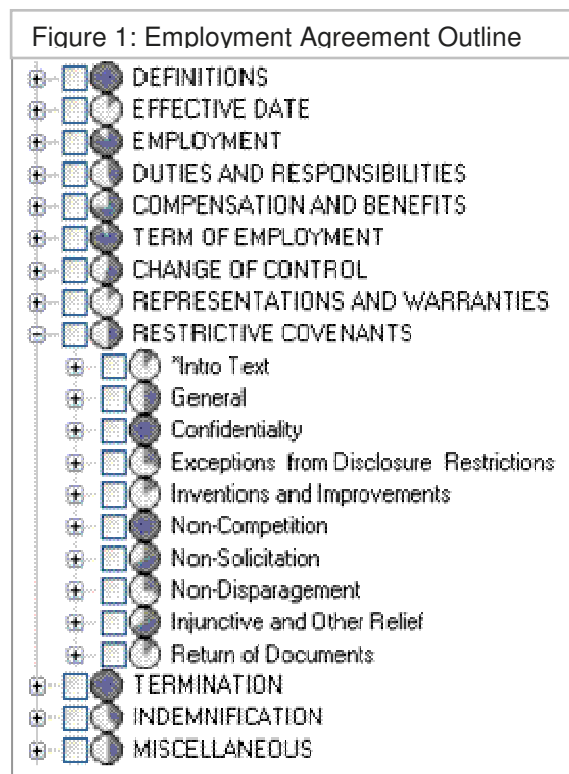 Figure 1: Employment Agreement Outline
DEFINITIONS
EFFECTIVE DATE
EMPLOYMENT
DUTIES AND RESPONSIBILITIES
COMPENSATION AND BENEFITS
TERM OF EMPLOYMENT
CHANGE OF CONTROL
REPRESENTATIONS AND WARRANTIES
RESTRICTIVE COVENANTS
*Intro Text
General
Confidentiality
Exceptions from Disclosure Restrictions
Inventions and Improvements
Non-Competition
Non-Solicitation
Non-Disparagement
Injunctive and Other Relief
Return of Documents
TERMINATION
INDEMNIFICATION
MISCELLANEOUS